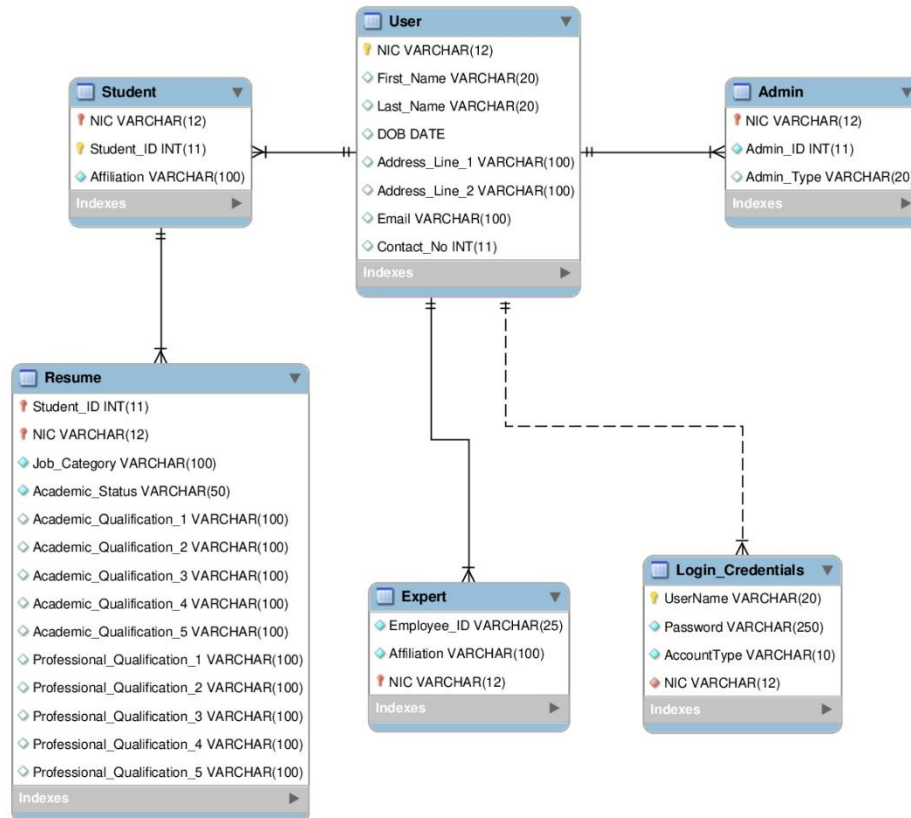 User
NIC VARCHAR(12)
First_Name VARCHAR(20)
Last_Name VARCHAR(20)
DOB DATE
Address_Line_1 VARCHAR(100)
Address_Line_2 VARCHAR(100)
Email VARCHAR(100)
Contact_No INT(11)
Indexes
Student
NIC VARCHAR(12)
Student_ID INT(11)
Affiliation VARCHAR(100)
Indexes
Admin
NIC VARCHAR(12)
Admin_ID INT(11)
Admin_Type VARCHAR(20)
Indexes
Resume
Student_ID INT(11)
NIC VARCHAR(12)
Job_Category VARCHAR(100)
Academic_Status VARCHAR(50)
Academic_Qualification_1 VARCHAR(100)
Academic_Qualification_2 VARCHAR(100)
Academic_Qualification_3 VARCHAR(100)
Academic_Qualification_4 VARCHAR(100)
Academic_Qualification_5 VARCHAR(100)
Professional_Qualification_1 VARCHAR(100)
Professional_Qualification_2 VARCHAR(100)
Professional_Qualification_3 VARCHAR(100)
Professional_Qualification_4 VARCHAR(100)
Professional_Qualification_5 VARCHAR(100)
Indexes
Expert
Employee_ID VARCHAR(25)
Affiliation VARCHAR(100)
NIC VARCHAR(12)
Indexes
Login_Credentials
UserName VARCHAR(20)
Password VARCHAR(250)
AccountType VARCHAR(10)
NIC VARCHAR(12)
Indexes